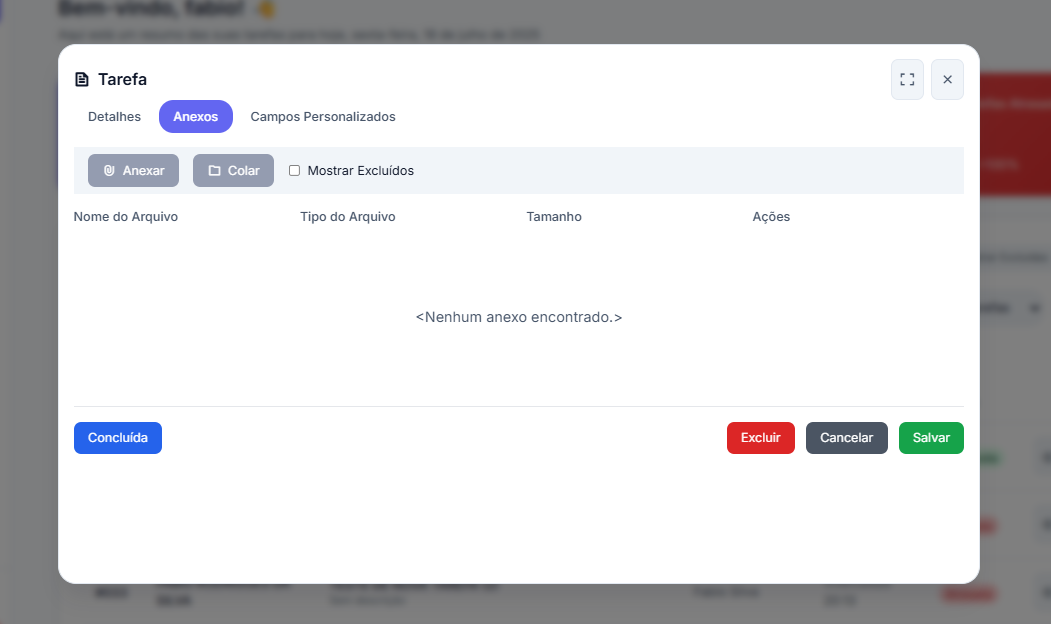 Bem-vindo, fabio! 👋
Tarefa
Detalhes
Anexos
Campos Personalizados
Anexar
Colar
Mostrar Excluídos
Nome do Arquivo
Tipo do Arquivo
Tamanho
Ações
<Nenhum anexo encontrado.>
Concluída
Excluir
Cancelar
Salvar